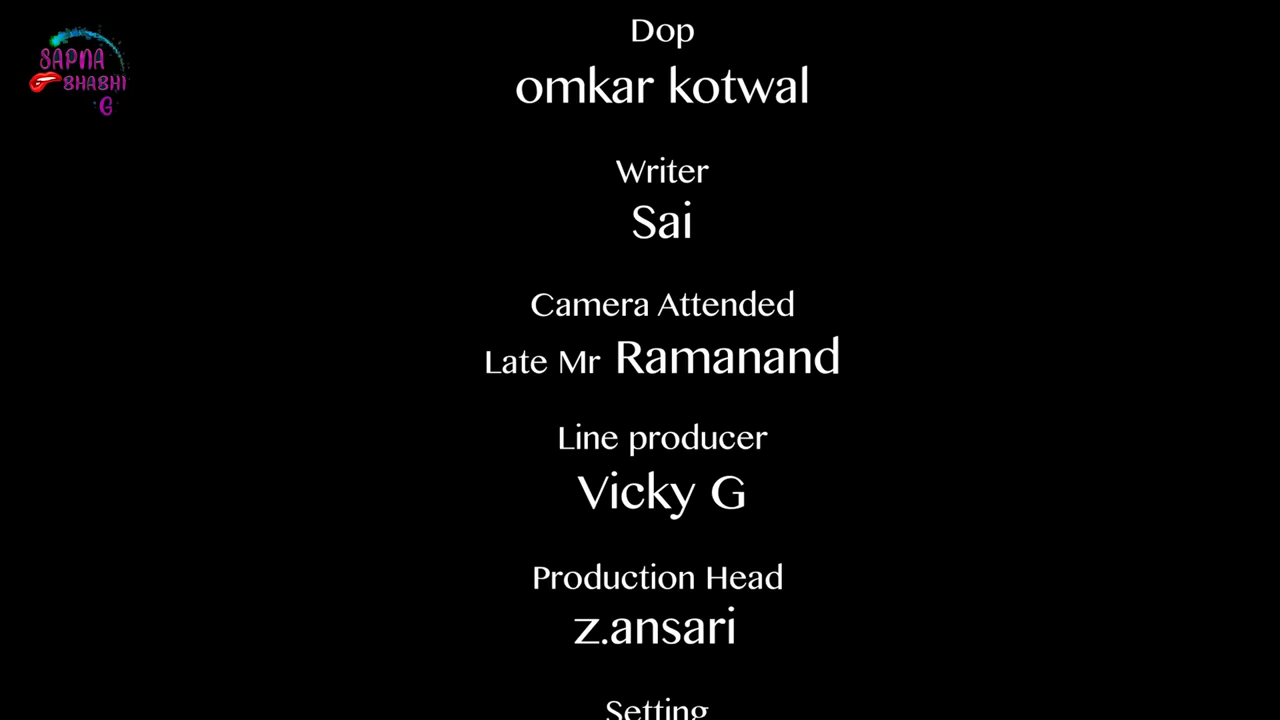 SAPNA
BHABHI
G
Dop
omkar kotwal
Writer
Sai
Camera Attended
Late Mr Ramanand
Line producer
Vicky G
Production Head
z.ansari
Setting